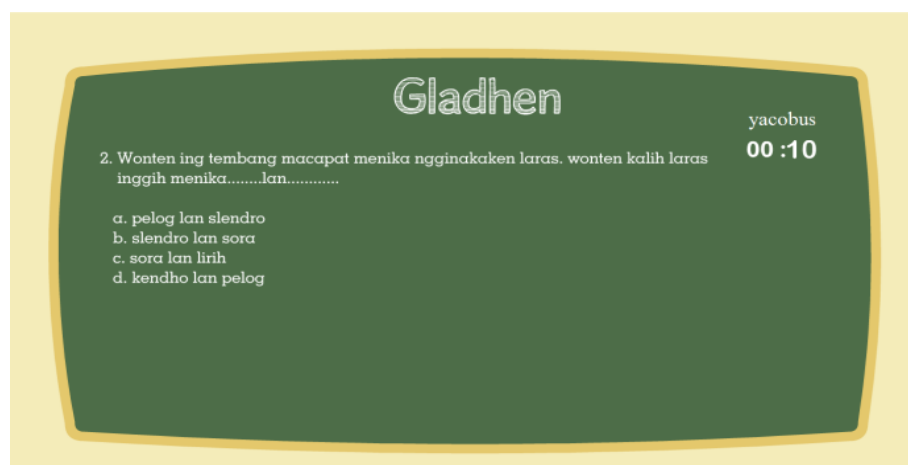 Gladhen
yacobus
00 :10
2. Wonten ing tembang macapat menika ngginakaken laras. wonten kalih laras
inggih menika........lan............
a. pelog lan slendro
b. slendro lan sora
c. sora lan lirih
d. kendho lan pelog